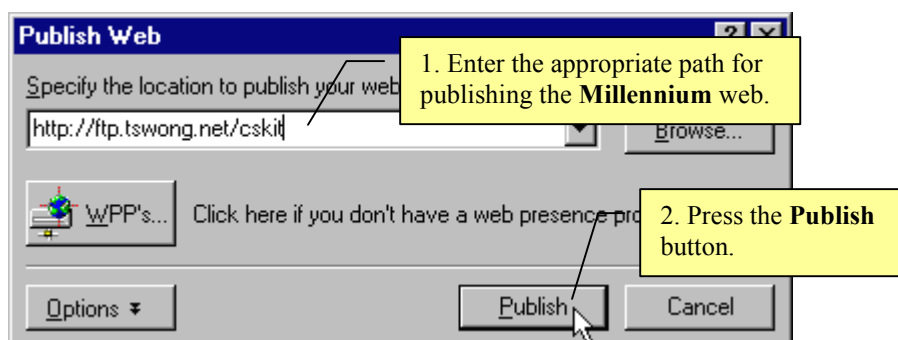 Publish Web
1. Enter the appropriate path for
publishing the Millennium web.
Specify the location to publish your web
http://ftp.tswong.net/cskit
Browse...
WPP's...
Click here if you don't have a web presence
2. Press the Publish
button.
Options
Publish
Cancel